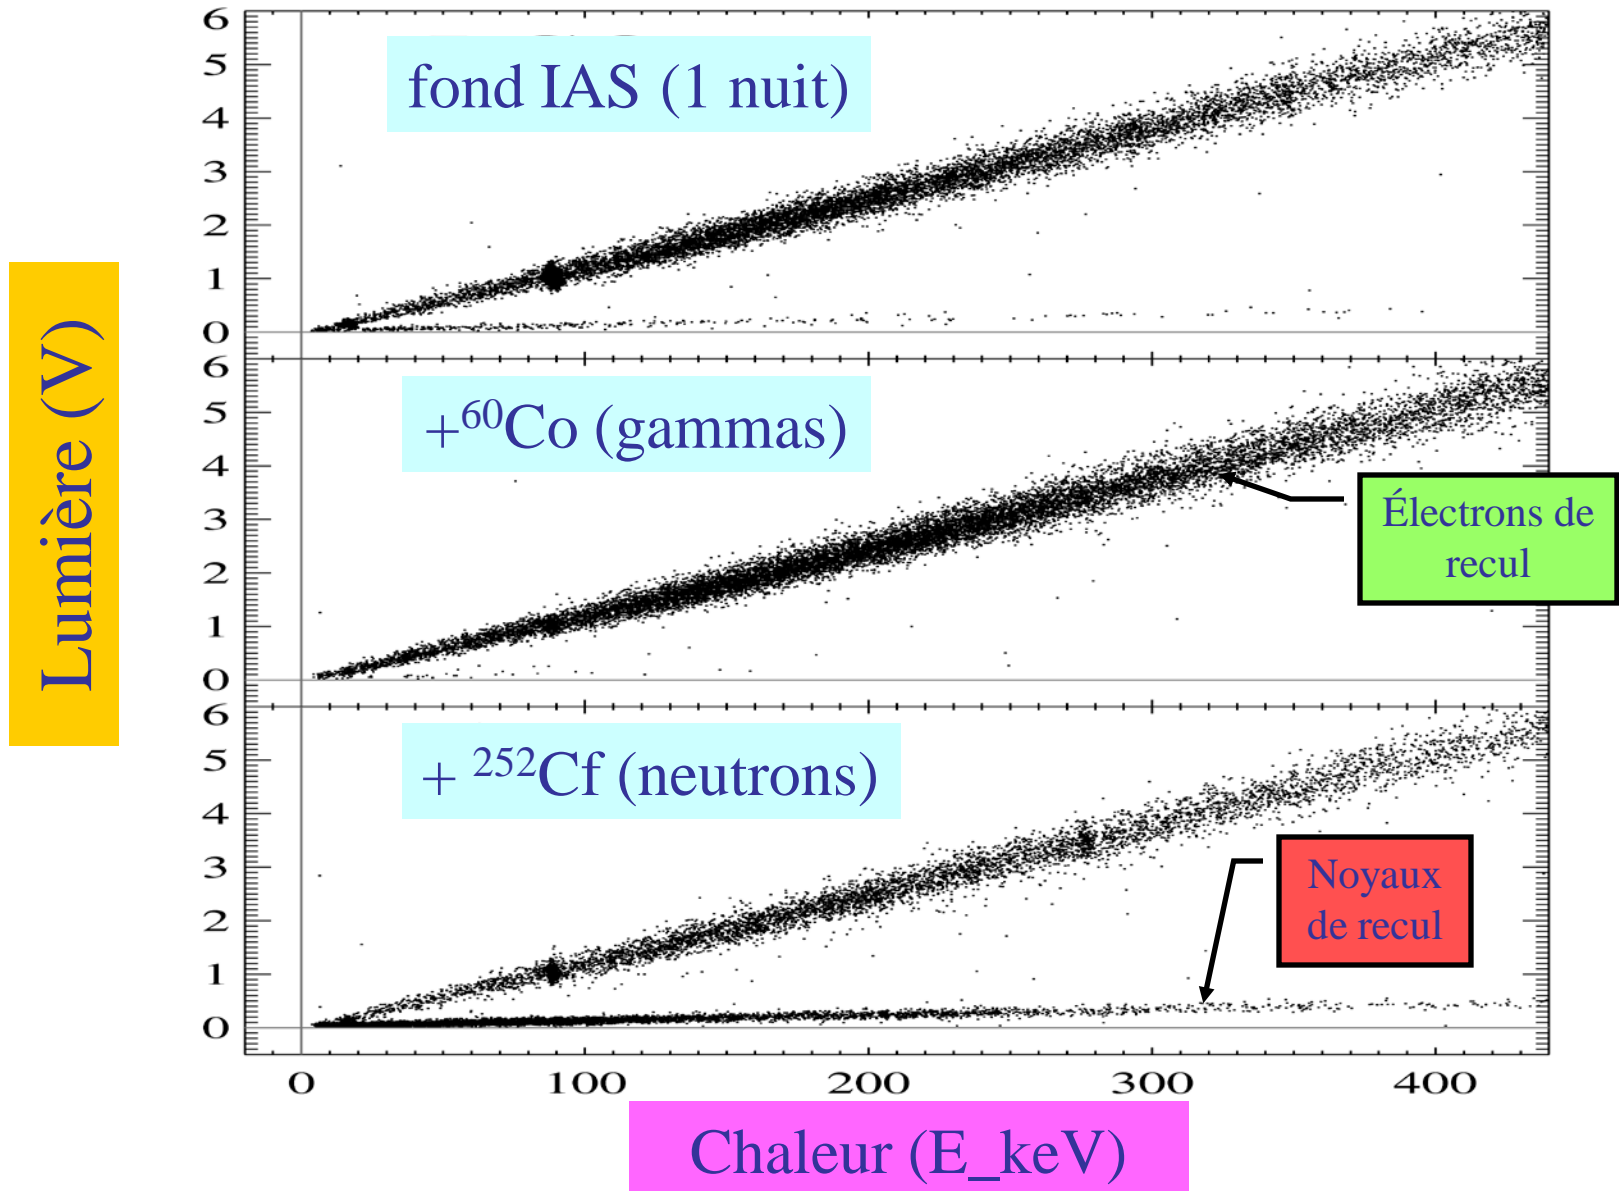 6
fond IAS (1 nuit)
5
4
3
2
1
0
6
+⁶⁰Co (gammas)
5
4
3
2
1
0
Électrons de
recul
6
+ ²⁵²Cf (neutrons)
5
4
3
2
1
0
Noyaux
de recul
Lumière (V)
0 100 200 300 400
Chaleur (E_keV)